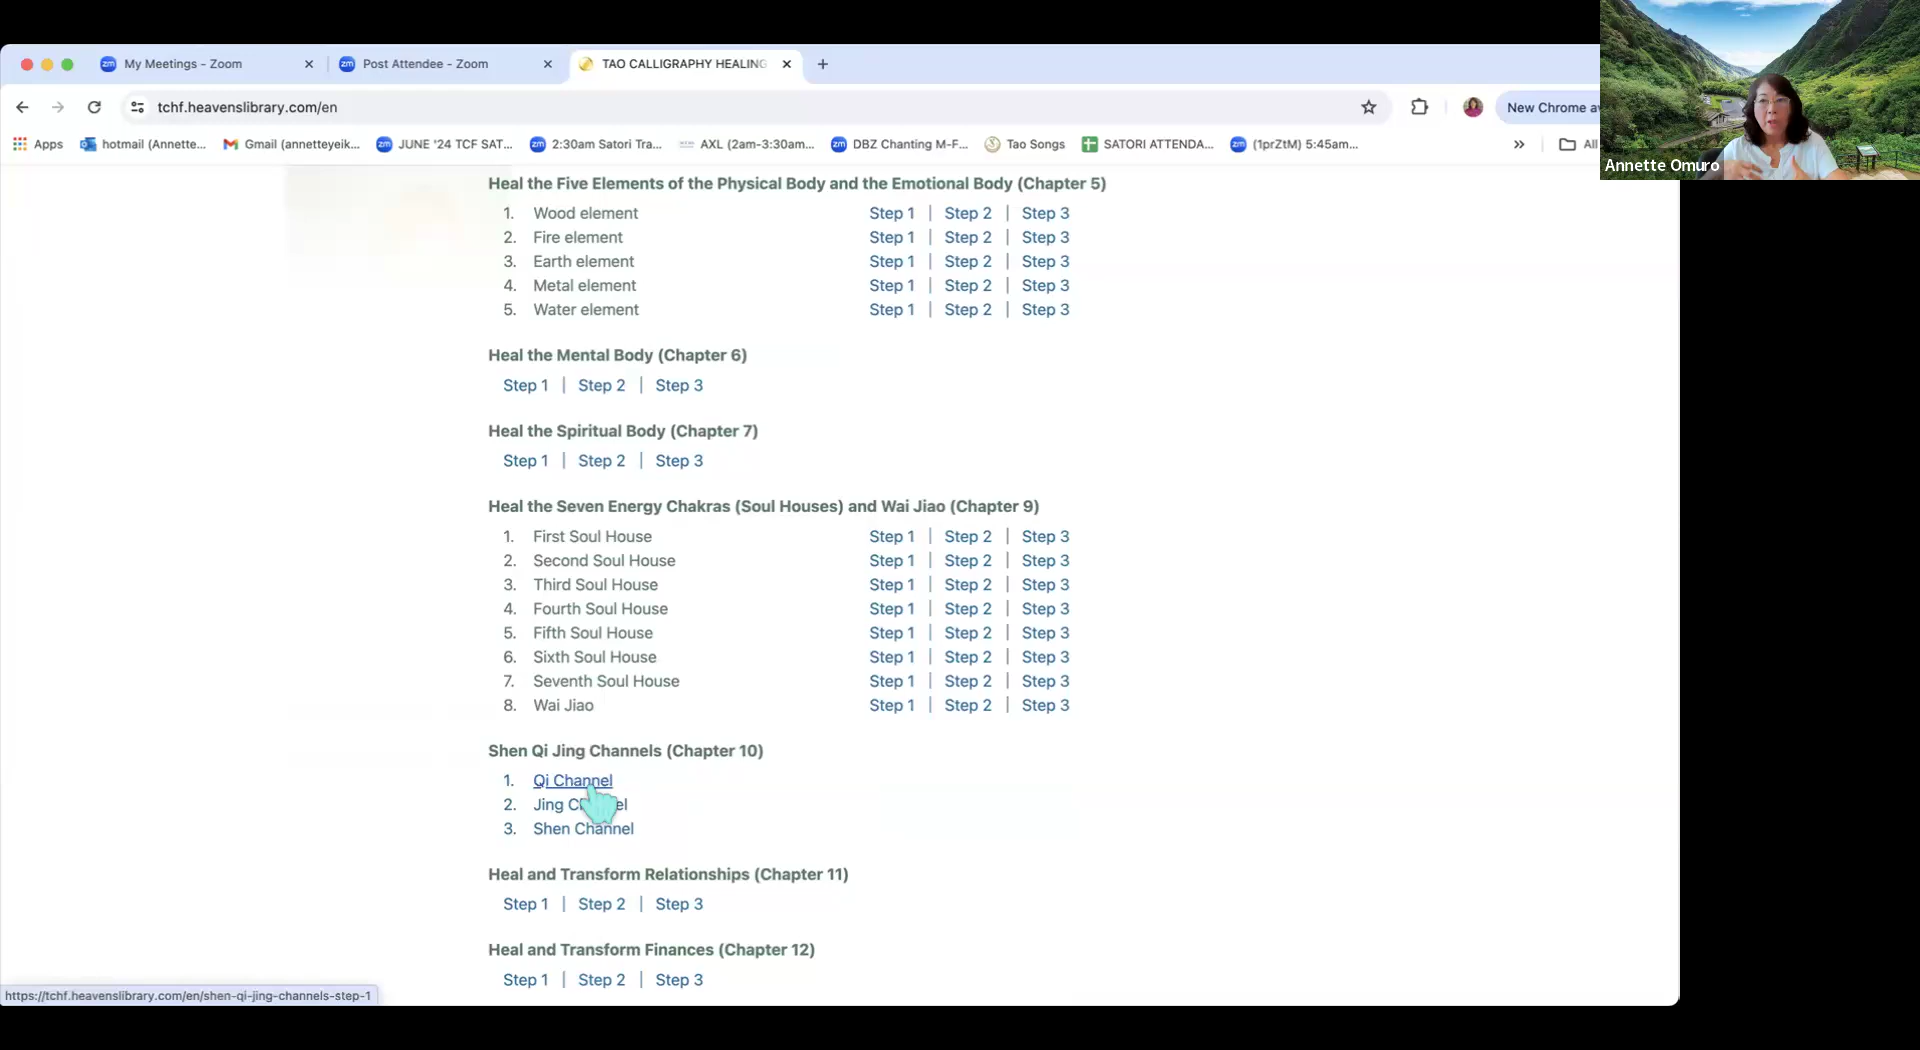 My Meetings - Zoom
Post Attendee - Zoom
TAO CALLIGRAPHY HEALING
tchf.heavenslibrary.com/en
New Chrome av
Apps
hotmail (Annette...
Gmail (annetteyeik...
JUNE '24 TCF SAT...
2:30am Satori Tra...
AXL (2am-3:30am...
DBZ Chanting M-F...
Tao Songs
SATORI ATTENDA...
(1przTM) 5:45am...
All
Annette Omuro
Heal the Five Elements of the Physical Body and the Emotional Body (Chapter 5)
1. Wood element Step 1 | Step 2 | Step 3
2. Fire element Step 1 | Step 2 | Step 3
3. Earth element Step 1 | Step 2 | Step 3
4. Metal element Step 1 | Step 2 | Step 3
5. Water element Step 1 | Step 2 | Step 3
Heal the Mental Body (Chapter 6)
Step 1 | Step 2 | Step 3
Heal the Spiritual Body (Chapter 7)
Step 1 | Step 2 | Step 3
Heal the Seven Energy Chakras (Soul Houses) and Wai Jiao (Chapter 9)
1. First Soul House Step 1 | Step 2 | Step 3
2. Second Soul House Step 1 | Step 2 | Step 3
3. Third Soul House Step 1 | Step 2 | Step 3
4. Fourth Soul House Step 1 | Step 2 | Step 3
5. Fifth Soul House Step 1 | Step 2 | Step 3
6. Sixth Soul House Step 1 | Step 2 | Step 3
7. Seventh Soul House Step 1 | Step 2 | Step 3
8. Wai Jiao Step 1 | Step 2 | Step 3
Shen Qi Jing Channels (Chapter 10)
1. Qi Channel
2. Jing C el
3. Shen Channel
Heal and Transform Relationships (Chapter 11)
Step 1 | Step 2 | Step 3
Heal and Transform Finances (Chapter 12)
Step 1 | Step 2 | Step 3
https://tchf.heavenslibrary.com/en/shen-qi-jing-channels-step-1